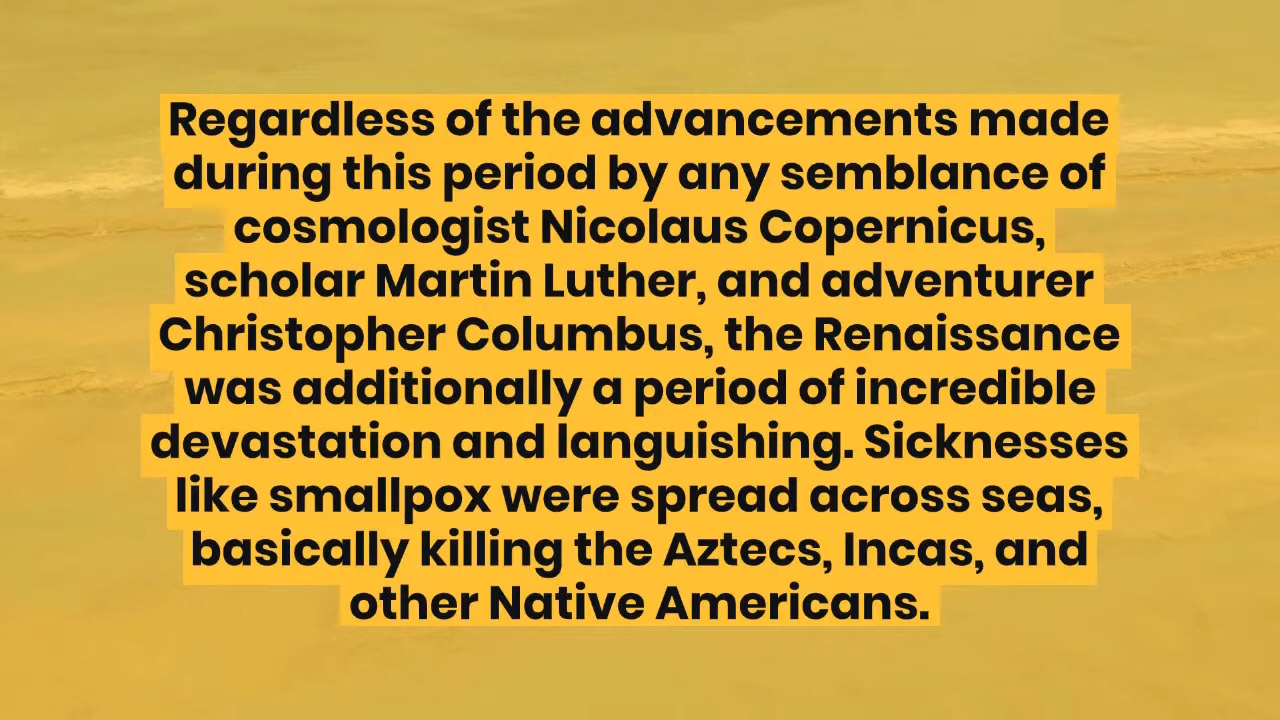 Regardless of the advancements made
during this period by any semblance of
cosmologist Nicolaus Copernicus,
scholar Martin Luther, and adventurer
Christopher Columbus, the Renaissance
was additionally a period of incredible
devastation and languishing. Sicknesses
like smallpox were spread across seas,
basically killing the Aztecs, Incas, and
other Native Americans.